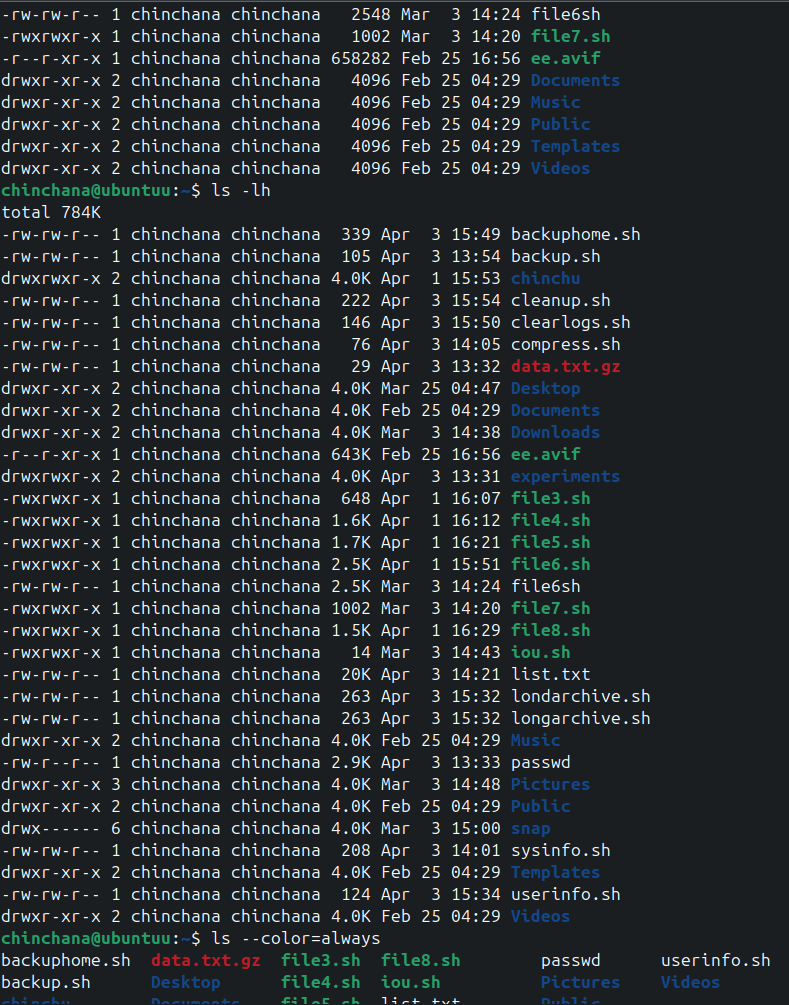 -rw-rw-r-- 1 chinchana chinchana   2548 Mar  3 14:24 file6sh
-rwxrwxr-x 1 chinchana chinchana   1002 Mar  3 14:20 file7.sh
-r--r-xr-x 1 chinchana chinchana 658282 Feb 25 16:56 ee.avif
drwxr-xr-x 2 chinchana chinchana   4096 Feb 25 04:29 Documents
drwxr-xr-x 2 chinchana chinchana   4096 Feb 25 04:29 Music
drwxr-xr-x 2 chinchana chinchana   4096 Feb 25 04:29 Public
drwxr-xr-x 2 chinchana chinchana   4096 Feb 25 04:29 Templates
drwxr-xr-x 2 chinchana chinchana   4096 Feb 25 04:29 Videos
chinchana@ubuntuu:~$ ls -lh
total 784K
-rw-rw-r-- 1 chinchana chinchana  339 Apr  3 15:49 backuphome.sh
-rw-rw-r-- 1 chinchana chinchana  105 Apr  3 13:54 backup.sh
drwxrwxr-x 2 chinchana chinchana 4.0K Apr  1 15:53 chinchu
-rw-rw-r-- 1 chinchana chinchana  222 Apr  3 15:54 cleanup.sh
-rw-rw-r-- 1 chinchana chinchana  146 Apr  3 15:50 clearlogs.sh
-rw-rw-r-- 1 chinchana chinchana   76 Apr  3 14:05 compress.sh
-rw-rw-r-- 1 chinchana chinchana   29 Apr  3 13:32 data.txt.gz
drwxr-xr-x 2 chinchana chinchana 4.0K Mar 25 04:47 Desktop
drwxr-xr-x 2 chinchana chinchana 4.0K Feb 25 04:29 Documents
drwxr-xr-x 2 chinchana chinchana 4.0K Mar  3 14:38 Downloads
-r--r-xr-x 1 chinchana chinchana 643K Feb 25 16:56 ee.avif
drwxrwxr-x 2 chinchana chinchana 4.0K Apr  3 13:31 experiments
-rwxrwxr-x 1 chinchana chinchana  648 Apr  1 16:07 file3.sh
-rwxrwxr-x 1 chinchana chinchana 1.6K Apr  1 16:12 file4.sh
-rwxrwxr-x 1 chinchana chinchana 1.7K Apr  1 16:21 file5.sh
-rwxrwxr-x 1 chinchana chinchana 2.5K Apr  1 15:51 file6.sh
-rw-rw-r-- 1 chinchana chinchana 2.5K Mar  3 14:24 file6sh
-rwxrwxr-x 1 chinchana chinchana 1002 Mar  3 14:20 file7.sh
-rwxrwxr-x 1 chinchana chinchana 1.5K Apr  1 16:29 file8.sh
-rwxrwxr-x 1 chinchana chinchana   14 Mar  3 14:43 iou.sh
-rw-rw-r-- 1 chinchana chinchana  20K Apr  3 14:21 list.txt
-rw-rw-r-- 1 chinchana chinchana  263 Apr  3 15:32 londarchive.sh
-rw-rw-r-- 1 chinchana chinchana  263 Apr  3 15:32 longarchive.sh
drwxr-xr-x 2 chinchana chinchana 4.0K Feb 25 04:29 Music
-rw-r--r-- 1 chinchana chinchana 2.9K Apr  3 13:33 passwd
drwxr-xr-x 3 chinchana chinchana 4.0K Mar  3 14:48 Pictures
drwxr-xr-x 2 chinchana chinchana 4.0K Feb 25 04:29 Public
drwx------ 6 chinchana chinchana 4.0K Mar  3 15:00 snap
-rw-rw-r-- 1 chinchana chinchana  208 Apr  3 14:01 sysinfo.sh
drwxr-xr-x 2 chinchana chinchana 4.0K Feb 25 04:29 Templates
-rw-rw-r-- 1 chinchana chinchana  124 Apr  3 15:34 userinfo.sh
drwxr-xr-x 2 chinchana chinchana 4.0K Feb 25 04:29 Videos
chinchana@ubuntuu:~$ ls --color=always
backuphome.sh  data.txt.gz  file3.sh  file8.sh        passwd      userinfo.sh
backup.sh      Desktop      file4.sh  iou.sh          Pictures    Videos
chinchu        Documents    file5.sh  list.txt        Public